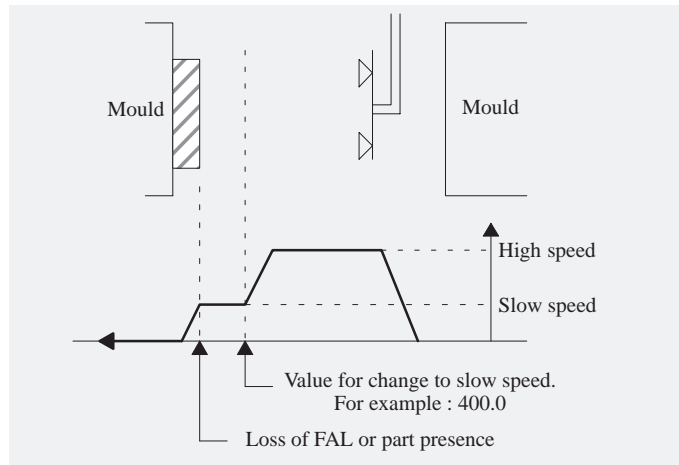 Mould
Mould
High speed
Slow speed
Value for change to slow speed.
For example : 400.0
Loss of FAL or part presence